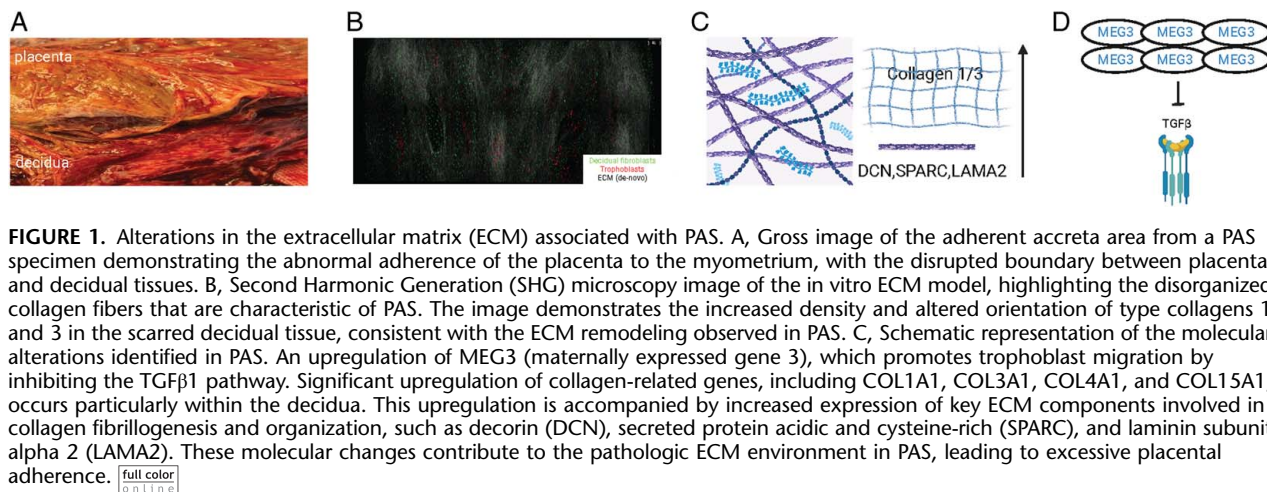 A
B
C
D
placenta
decidua
Decidual fibroblasts
Trophoblasts
ECM (de-novo)
Collagen 1/3
DCN,SPARC,LAMA2
MEG3 MEG3 MEG3
MEG3 MEG3 MEG3
TGFβ
FIGURE 1. Alterations in the extracellular matrix (ECM) associated with PAS. A, Gross image of the adherent accreta area from a PAS
specimen demonstrating the abnormal adherence of the placenta to the myometrium, with the disrupted boundary between placental
and decidual tissues. B, Second Harmonic Generation (SHG) microscopy image of the in vitro ECM model, highlighting the disorganized
collagen fibers that are characteristic of PAS. The image demonstrates the increased density and altered orientation of type collagens 1
and 3 in the scarred decidual tissue, consistent with the ECM remodeling observed in PAS. C, Schematic representation of the molecular
alterations identified in PAS. An upregulation of MEG3 (maternally expressed gene 3), which promotes trophoblast migration by
inhibiting the TGFβ1 pathway. Significant upregulation of collagen-related genes, including COL1A1, COL3A1, COL4A1, and COL15A1,
occurs particularly within the decidua. This upregulation is accompanied by increased expression of key ECM components involved in
collagen fibrillogenesis and organization, such as decorin (DCN), secreted protein acidic and cysteine-rich (SPARC), and laminin subunit
alpha 2 (LAMA2). These molecular changes contribute to the pathologic ECM environment in PAS, leading to excessive placental
adherence. full color
online